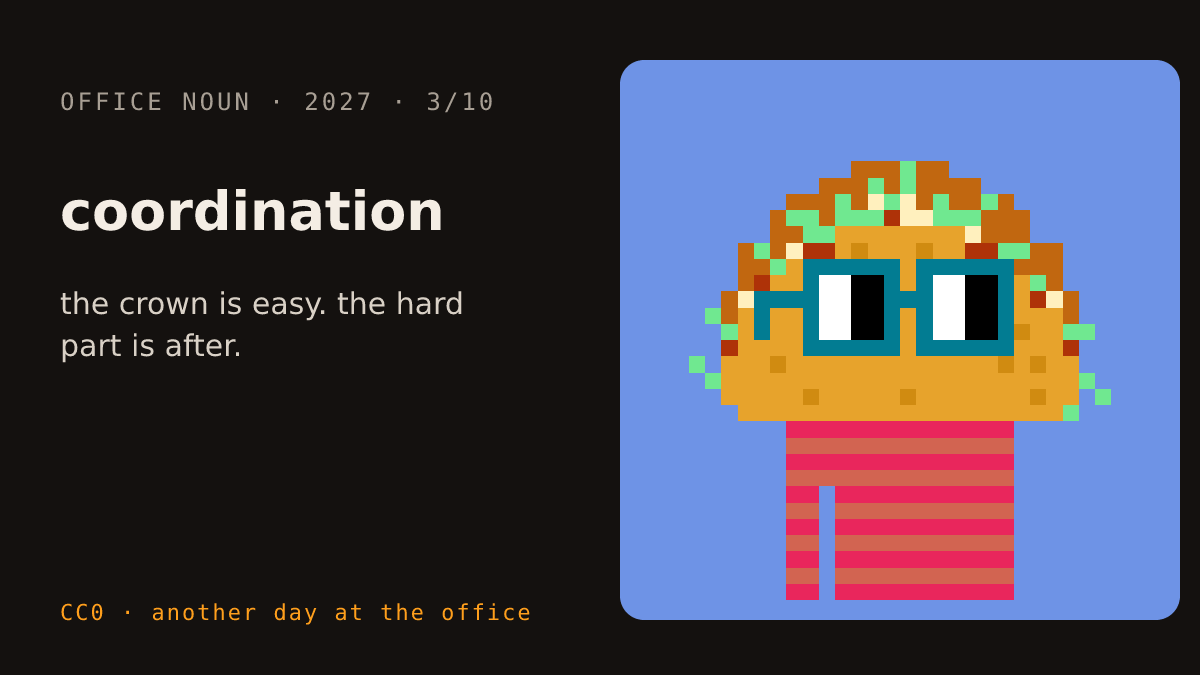 OFFICE NOUN · 2027 · 3/10
coordination
the crown is easy. the hard
part is after.
CC0 · another day at the office